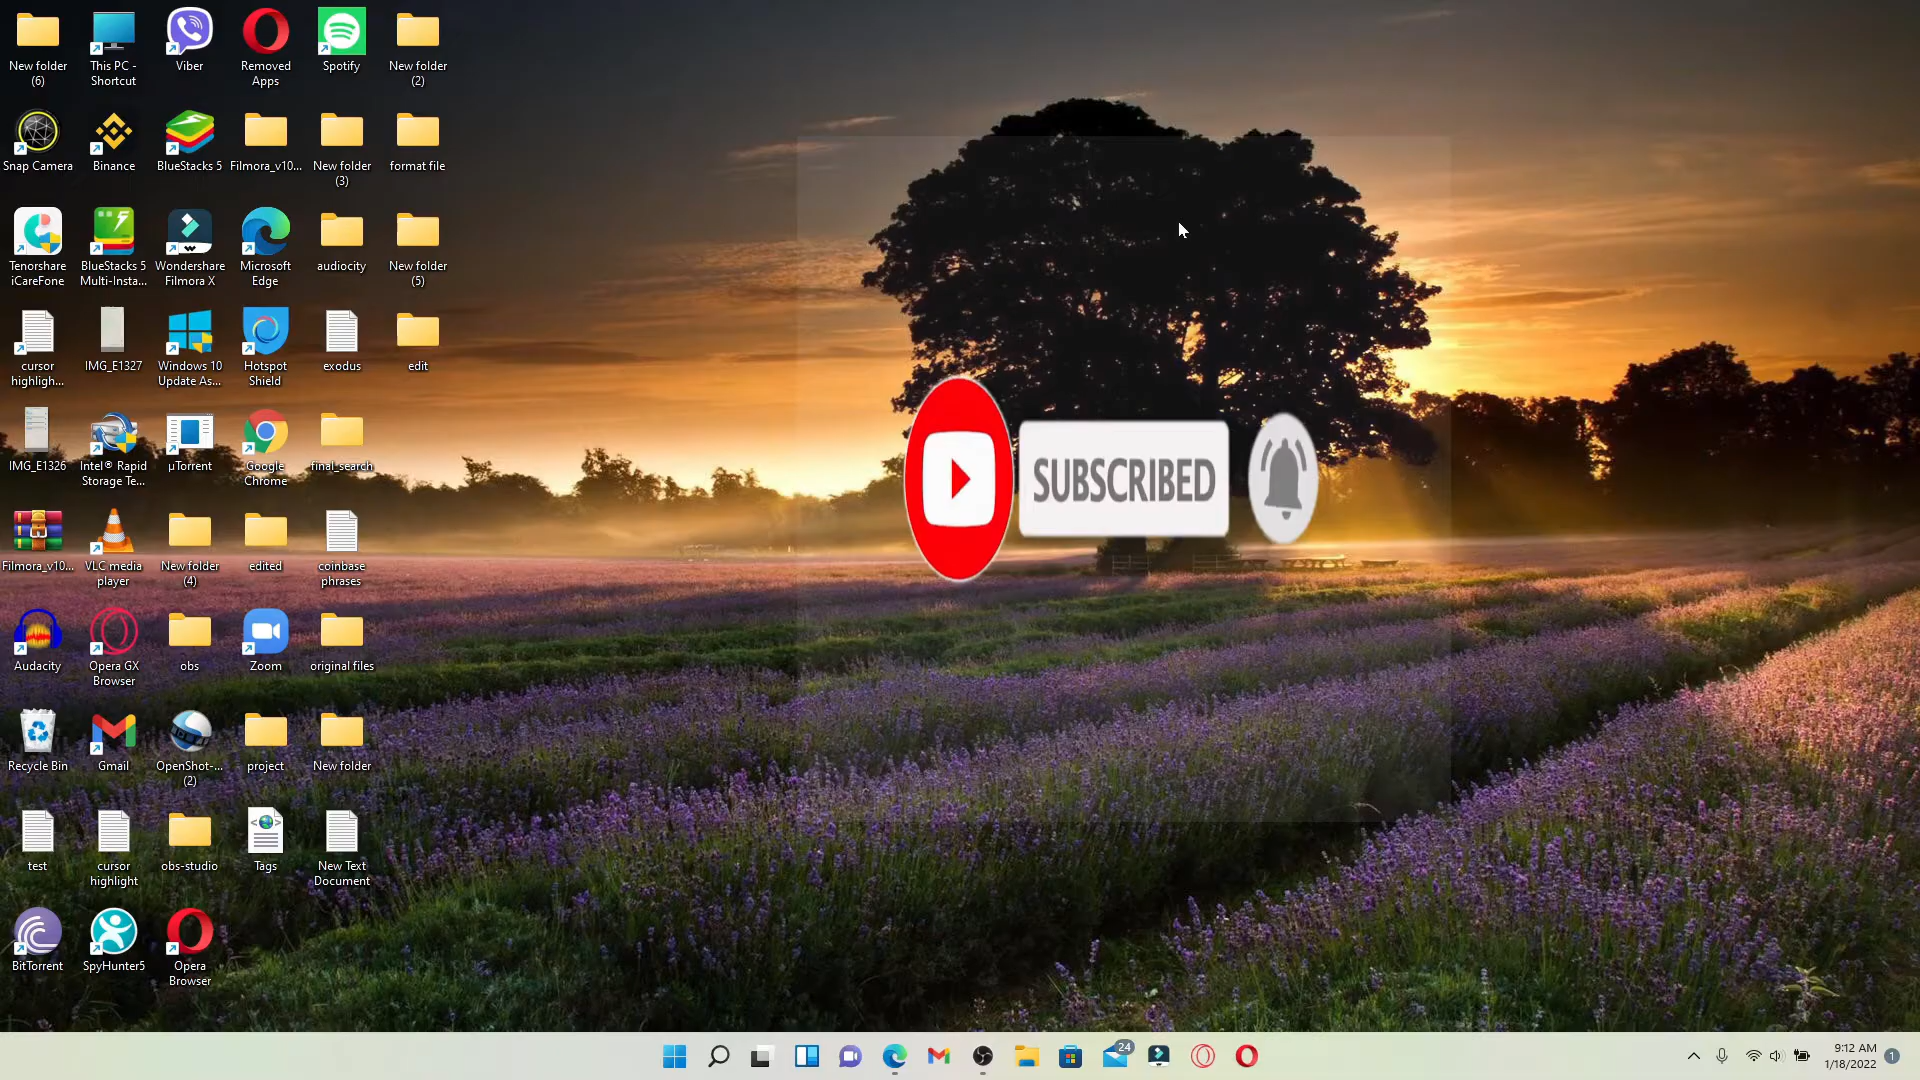 New folder
(6)
This PC -
Shortcut
Viber
Removed
Apps
Spotify
New folder
(2)
Snap Camera
Binance
BlueStacks 5
Filmora_v10...
New folder
(3)
format file
Tenorshare
iCareFone
BlueStacks 5
Multi-Insta...
Wondershare
Filmora X
Microsoft
Edge
audiocity
New folder
(5)
cursor
highligh...
IMG_E1327
Windows 10
Update As...
Hotspot
Shield
exodus
edit
IMG_E1326
Intel® Rapid
Storage Te...
µTorrent
Google
Chrome
final_search
SUBSCRIBED
Filmora_v10...
VLC media
player
New folder
(4)
edited
coinbase
phrases
Audacity
Opera GX
Browser
obs
Zoom
original files
Recycle Bin
Gmail
OpenShot-...
(2)
project
New folder
test
cursor
highlight
obs-studio
Tags
New Text
Document
BitTorrent
SpyHunter5
Opera
Browser
24
9:12 AM
1/18/2022
1